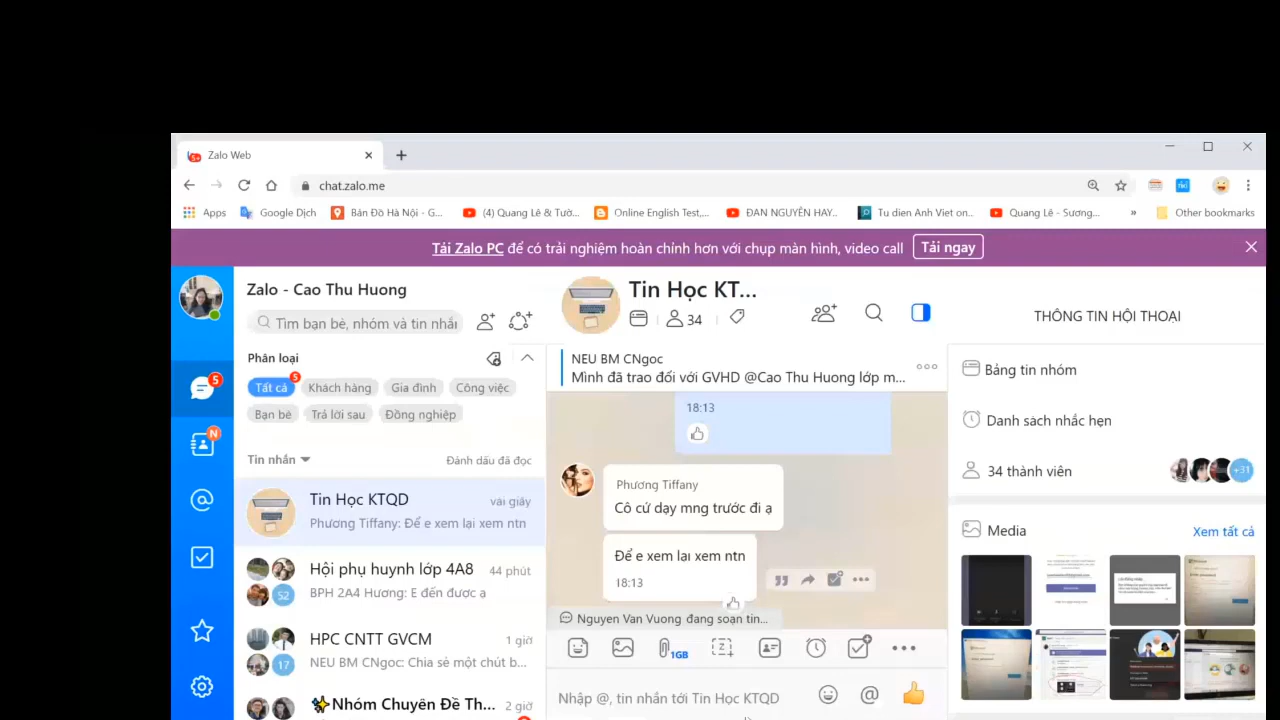 Zalo Web
chat.zalo.me
Apps
Google Dịch
Bản Đồ Hà Nội - G...
(4) Quang Lê & Tườ...
Online English Test,...
ĐAN NGUYÊN HAY...
Tu dien Anh Viet on...
Quang Lê - Sương...
»
Other bookmarks
Tải Zalo PC để có trải nghiệm hoàn chỉnh hơn với chụp màn hình, video call
Tải ngay
Zalo - Cao Thu Huong
Tìm bạn bè, nhóm và tin nhắn
Phân loại
Tất cả
5
Khách hàng
Gia đình
Công việc
Bạn bè
Trả lời sau
Đồng nghiệp
5
N
Tin nhắn
Đánh dấu đã đọc
Tin Học KTQD
vài giây
Phương Tiffany: Để e xem lại xem ntn
Hội phụ huynh lớp 4A8
44 phút
52
BPH 2A4 Hương: E đến được ạ
HPC CNTT GVCM
1 giờ
17
NEU BM CNgoc: Chia sẻ một chút b...
Nhóm Chuyên Đề Th...
2 giờ
Tin Học KT...
34
NEU BM CNgoc
Mình đã trao đổi với GVHD @Cao Thu Huong lớp m...
18:13
Phương Tiffany
Cô cứ dạy mng trước đi ạ
Để e xem lại xem ntn
18:13
Nguyen Van Vuong đang soạn tin...
1GB
Nhập @, tin nhắn tới Tin Học KTQD
THÔNG TIN HỘI THOẠI
Bảng tin nhóm
Danh sách nhắc hẹn
34 thành viên
+31
Media
Xem tất cả